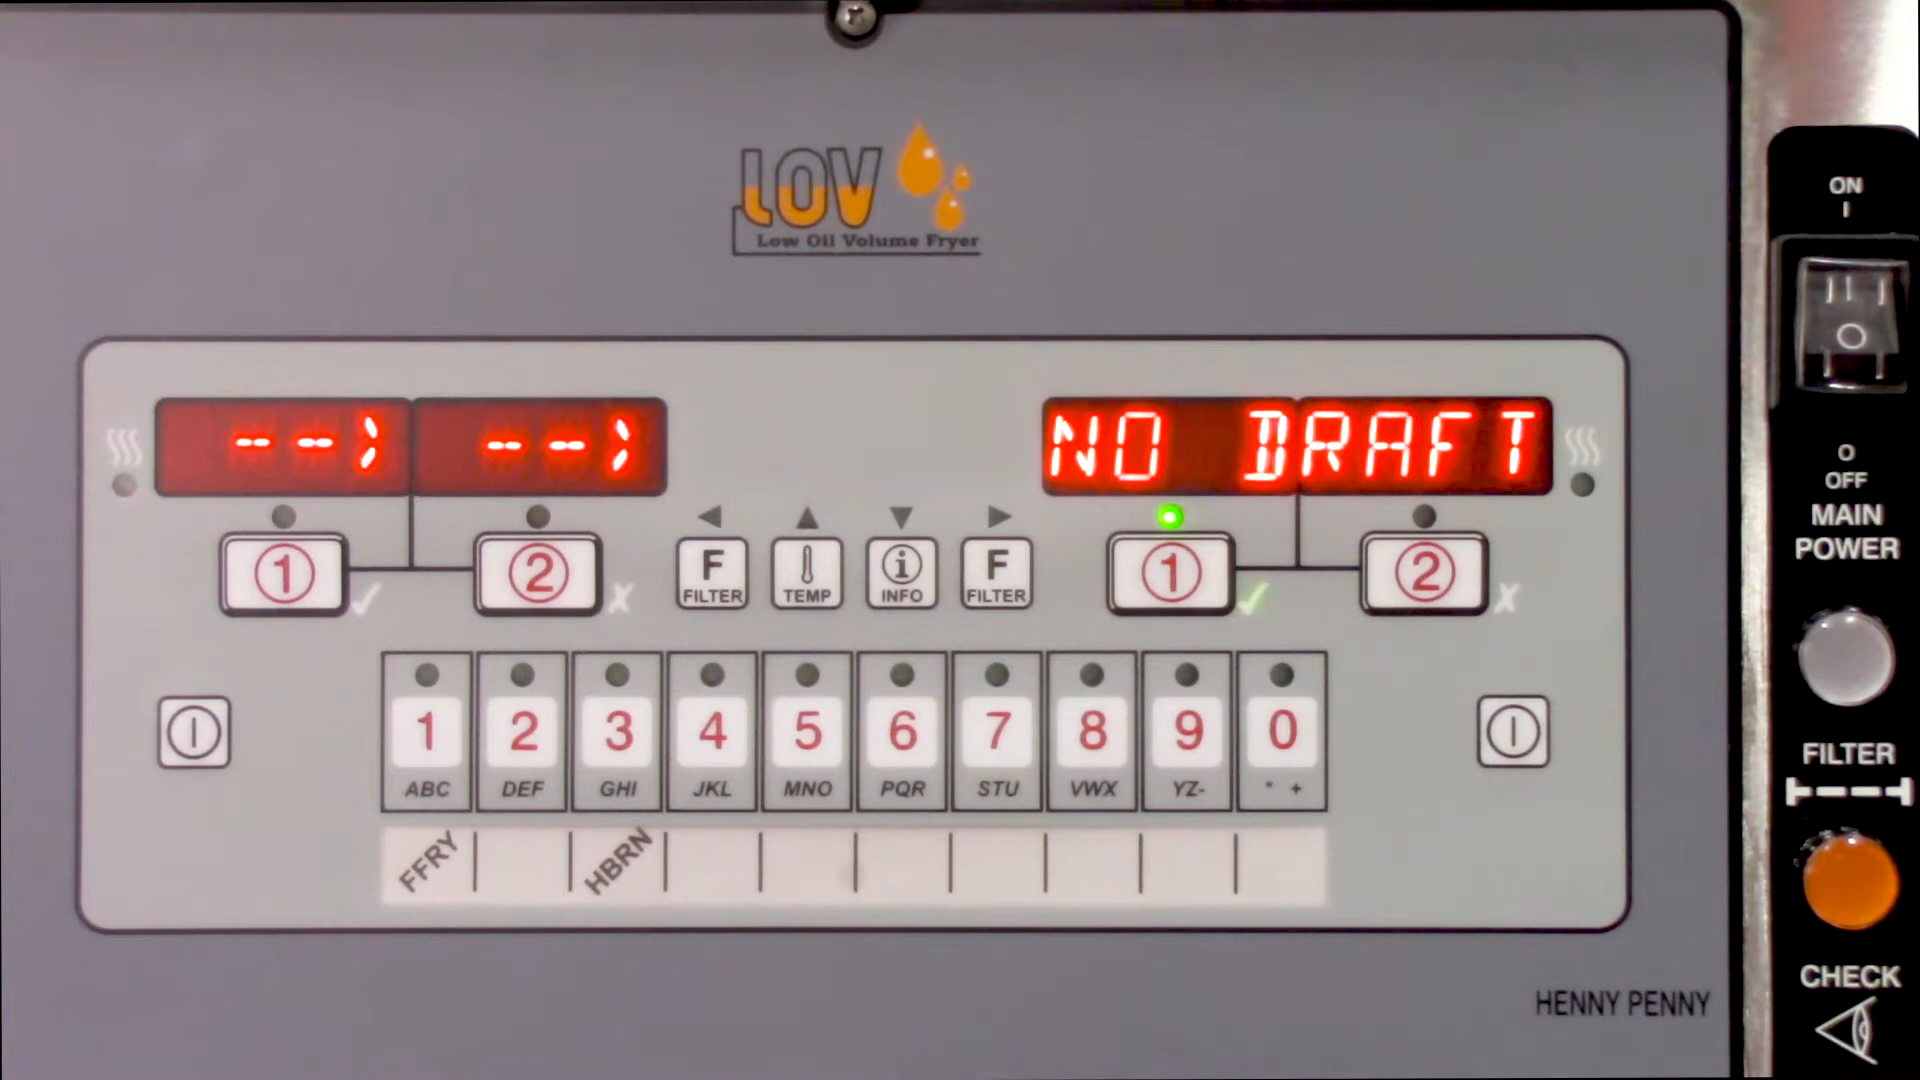 LOV
Low Oil Volume Fryer
ON
I
O
OFF
MAIN
POWER
-- --
NO DRAFT
1 2 1 2
F
FILTER
TEMP
i
INFO
F
FILTER
✓ X ✓ X
1 2 3 4 5 6 7 8 9 0
ABC DEF GHI JKL MNO PQR STU VWX YZ- * +
FFRY HBRN
FILTER
CHECK
HENNY PENNY